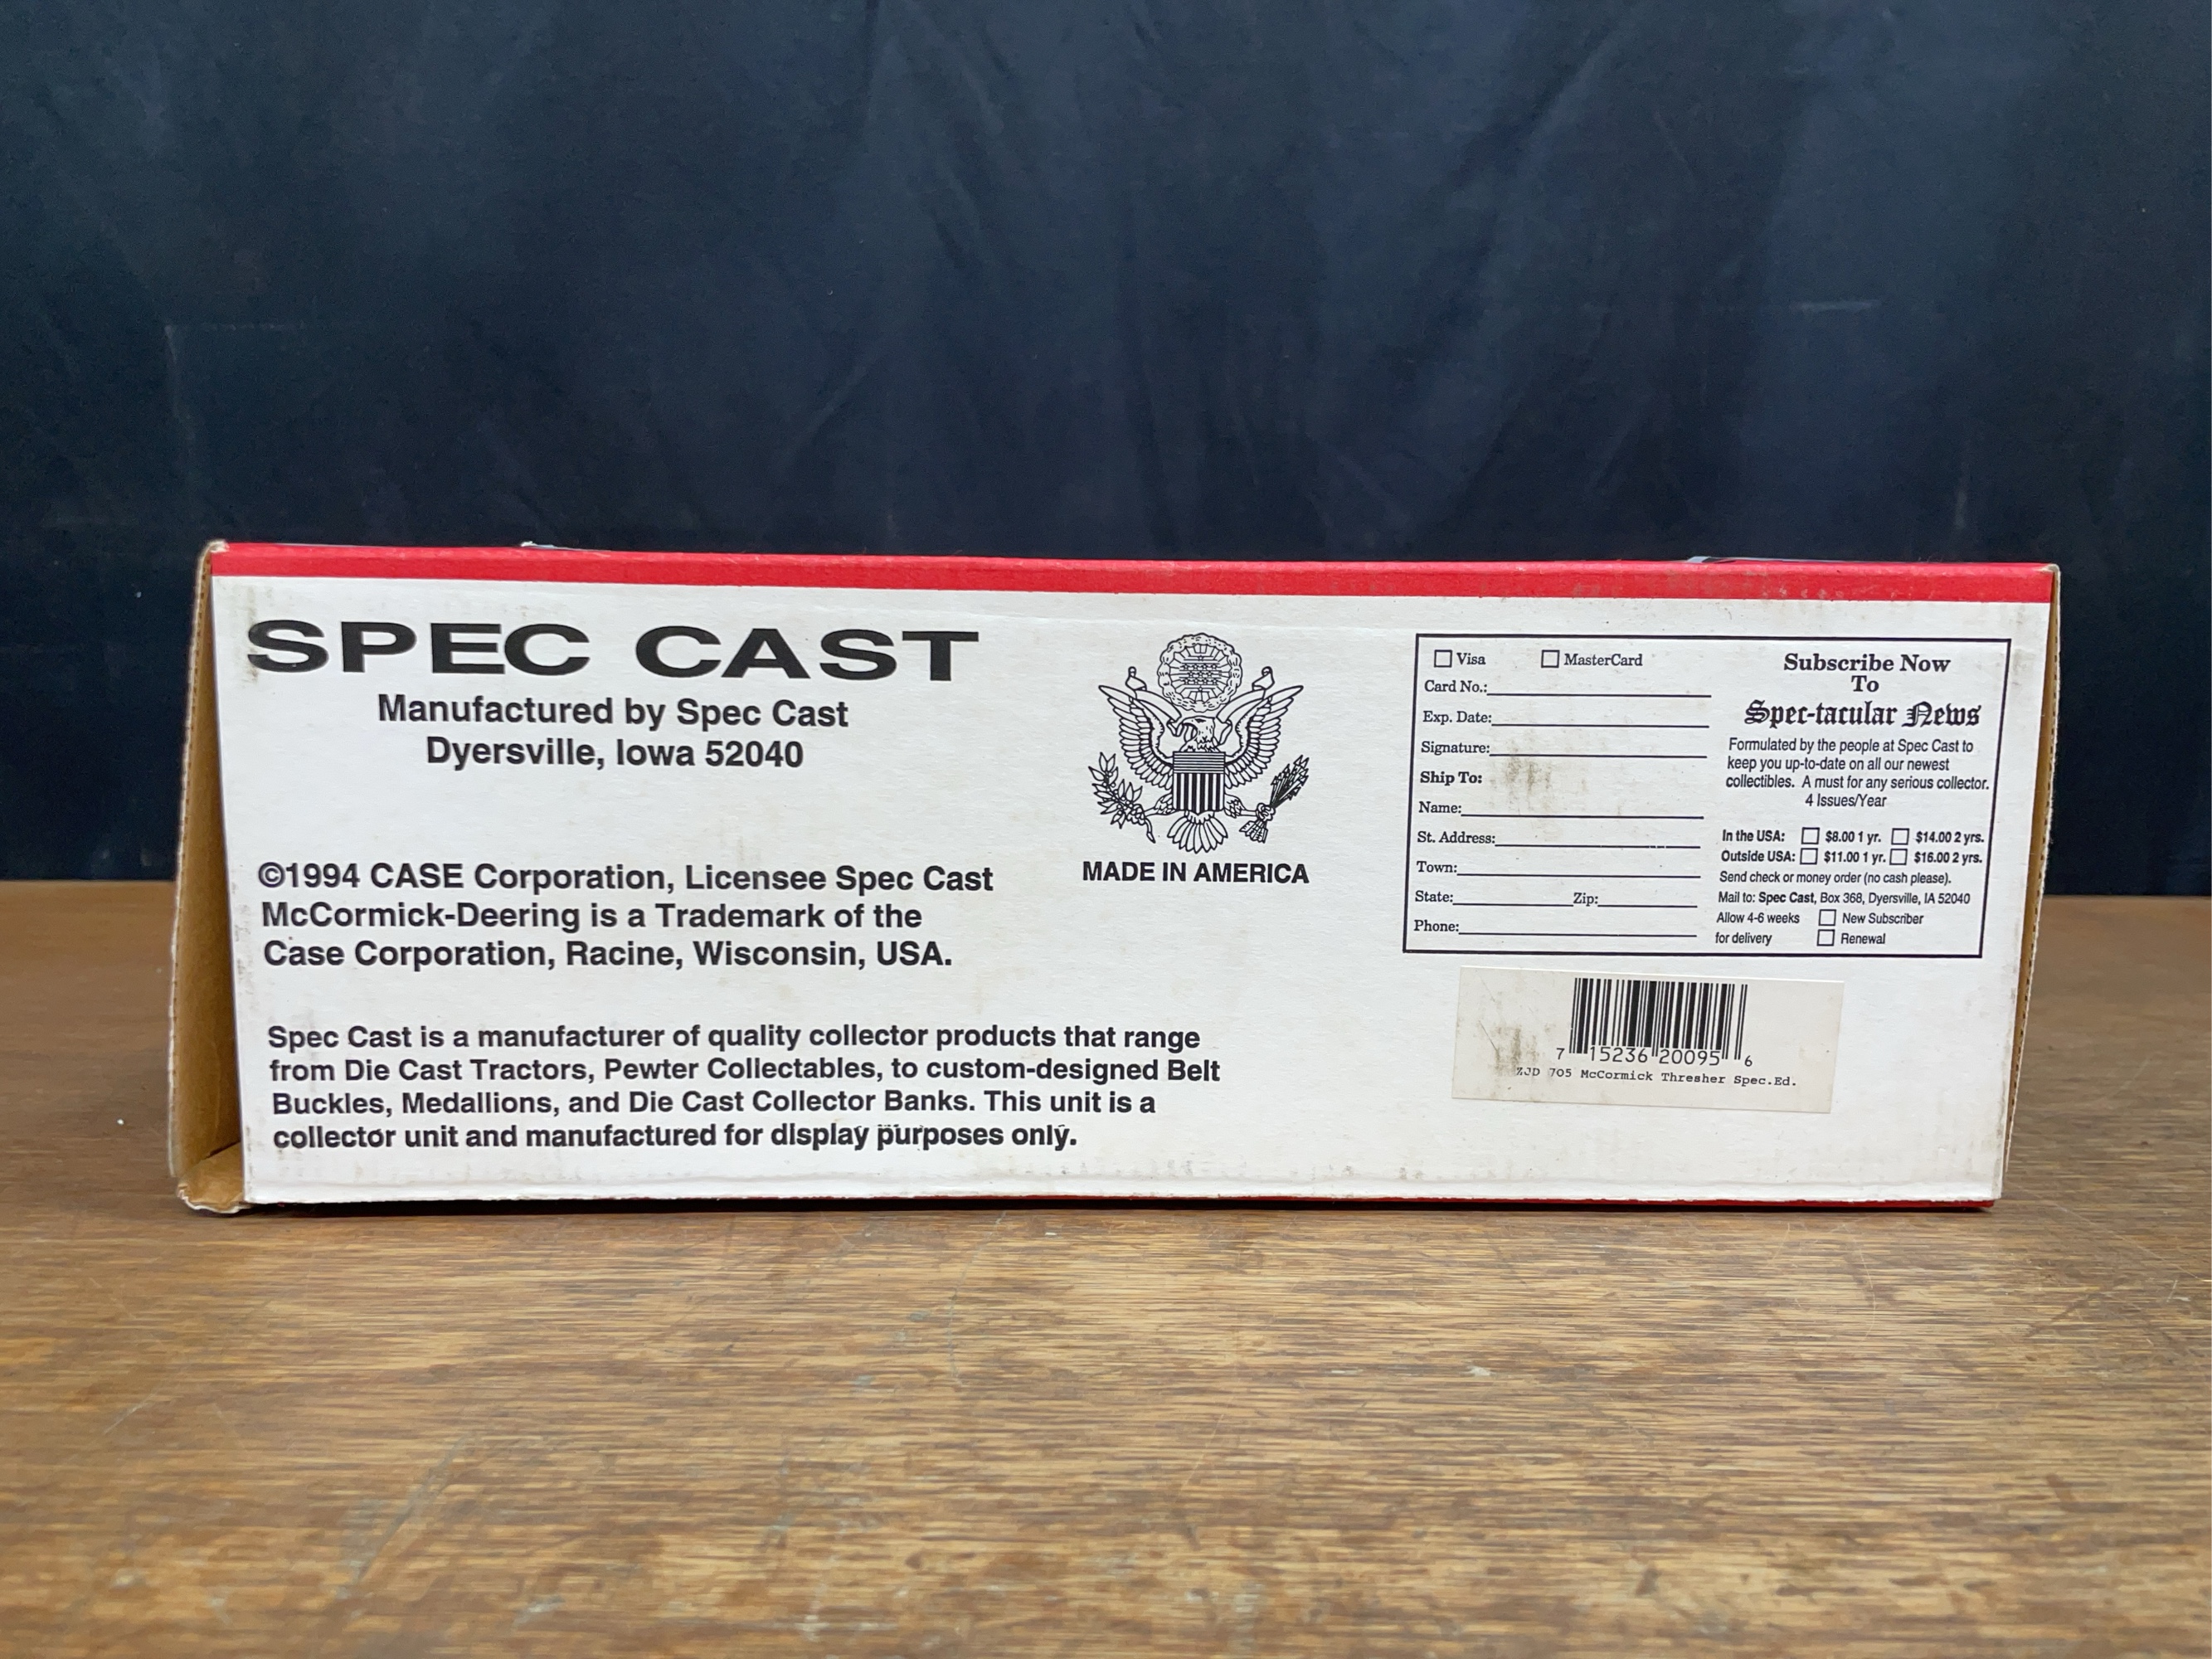 SPEC CAST
Manufactured by Spec Cast
Dyersville, Iowa 52040
©1994 CASE Corporation, Licensee Spec Cast
McCormick-Deering is a Trademark of the
Case Corporation, Racine, Wisconsin, USA.
Spec Cast is a manufacturer of quality collector products that range
from Die Cast Tractors, Pewter Collectables, to custom-designed Belt
Buckles, Medallions, and Die Cast Collector Banks. This unit is a
collector unit and manufactured for display purposes only.
MADE IN AMERICA
Visa MasterCard
Card No.:
Exp. Date:
Signature:
Ship To:
Name:
St. Address:
Town:
State: Zip:
Phone:
Subscribe Now
To
Spec-tacular News
Formulated by the people at Spec Cast to
keep you up-to-date on all our newest
collectibles. A must for any serious collector.
4 Issues/Year
In the USA: $8.00 1 yr. $14.00 2 yrs.
Outside USA: $11.00 1 yr. $16.00 2 yrs.
Send check or money order (no cash please).
Mail to: Spec Cast, Box 368, Dyersville, IA 52040
Allow 4-6 weeks New Subscriber
for delivery Renewal
7 15236 20095 6
705 McCormick Thresher Spec.Ed.